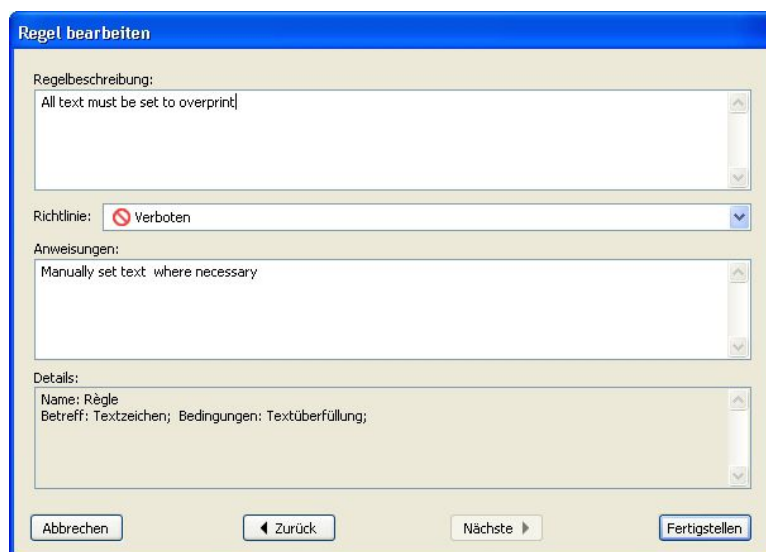 Regel bearbeiten
Regelbeschreibung:
All text must be set to overprint
Richtlinie: Verboten
Anweisungen:
Manually set text  where necessary
Details:
Name: Règle
Betreff: Textzeichen;  Bedingungen: Textüberfüllung;
Abbrechen Zurück Nächste Fertigstellen